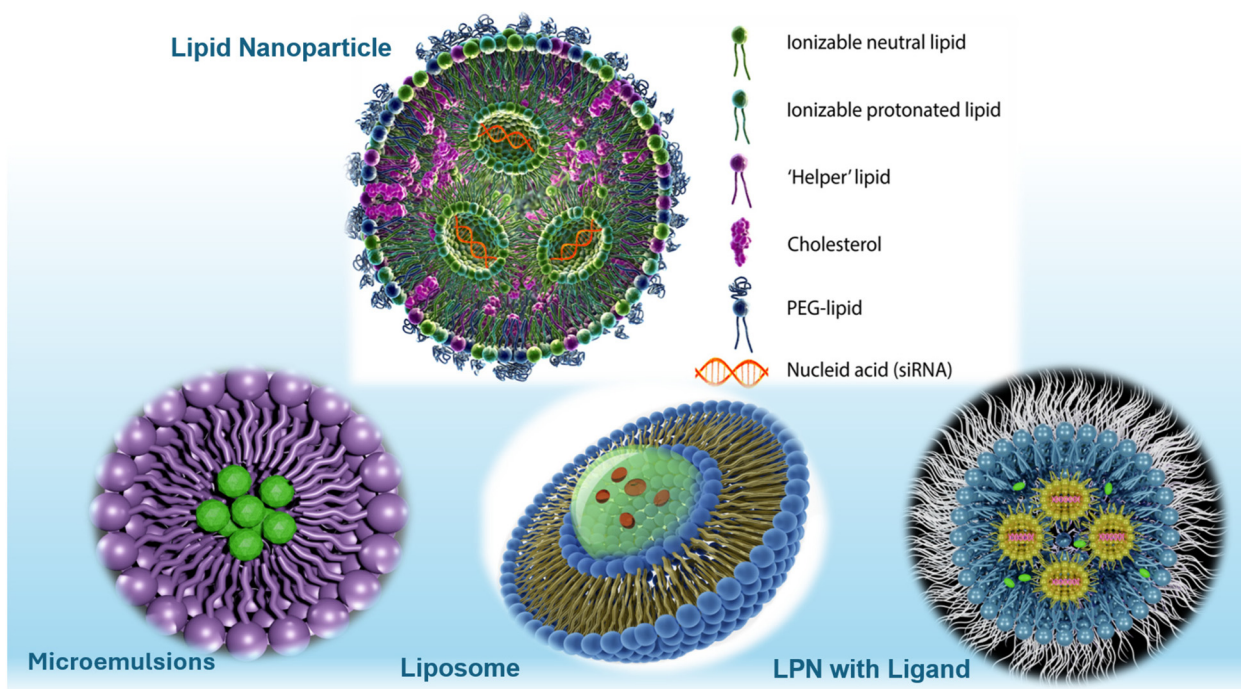 Lipid Nanoparticle
Ionizable neutral lipid
Ionizable protonated lipid
‘Helper’ lipid
Cholesterol
PEG-lipid
Nucleid acid (siRNA)
Microemulsions
Liposome
LPN with Ligand